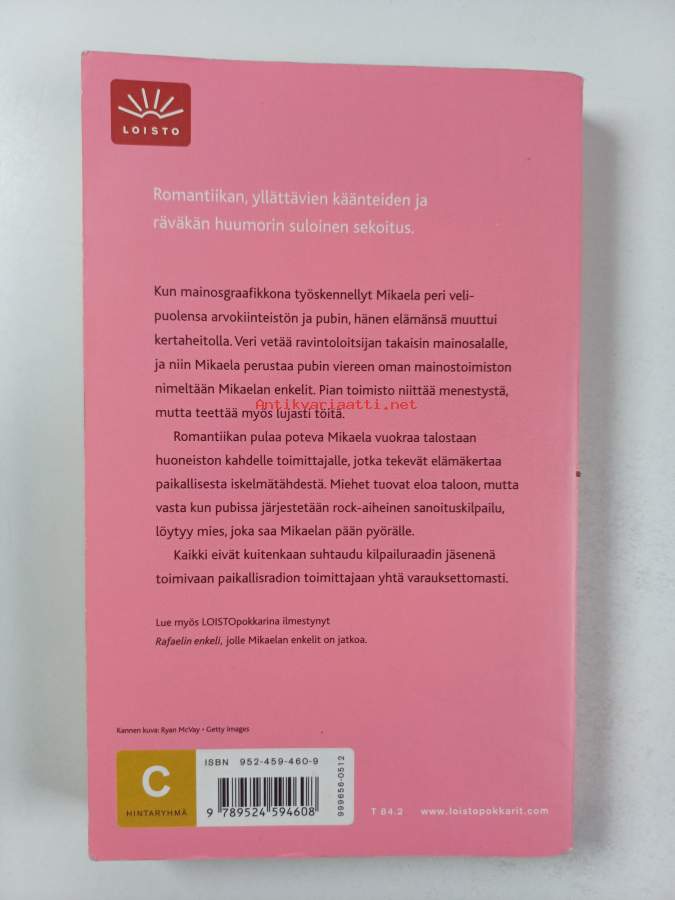 LOISTO
Romantiikan, yllättävien käänteiden ja
räväkän huumorin suloinen sekoitus.
Kun mainosgraafikkona työskennellyt Mikaela peri veli-
puolensa arvokiinteistön ja pubin, hänen elämänsä muuttui
kertaheitolla. Veri vetää ravintoloitsijan takaisin mainosalalle,
ja niin Mikaela perustaa pubin viereen oman mainostoimiston
nimeltään Mikaelan enkelit. Pian toimisto niittää menestystä,
Antikvariaatti.net
mutta teettää myös lujasti töitä.
Romantiikan pulaa poteva Mikaela vuokraa talostaan
huoneiston kahdelle toimittajalle, jotka tekevät elämäkertaa
paikallisesta iskelmätähdestä. Miehet tuovat eloa taloon, mutta
vasta kun pubissa järjestetään rock-aiheinen sanoituskilpailu,
löytyy mies, joka saa Mikaelan pään pyörälle.
Kaikki eivät kuitenkaan suhtaudu kilpailuraadin jäsenenä
toimivaan paikallisradion toimittajaan yhtä varauksettomasti.
Lue myös LOISTOpokkarina ilmestynyt
Rafaelin enkeli, jolle Mikaelan enkelit on jatkoa.
Kannen kuva: Ryan McVay • Getty Images
C
HINTARYHMÄ
ISBN 952-459-460-9
9 789524 594608
999656-0512
T 84.2 www.loistopokkarit.com